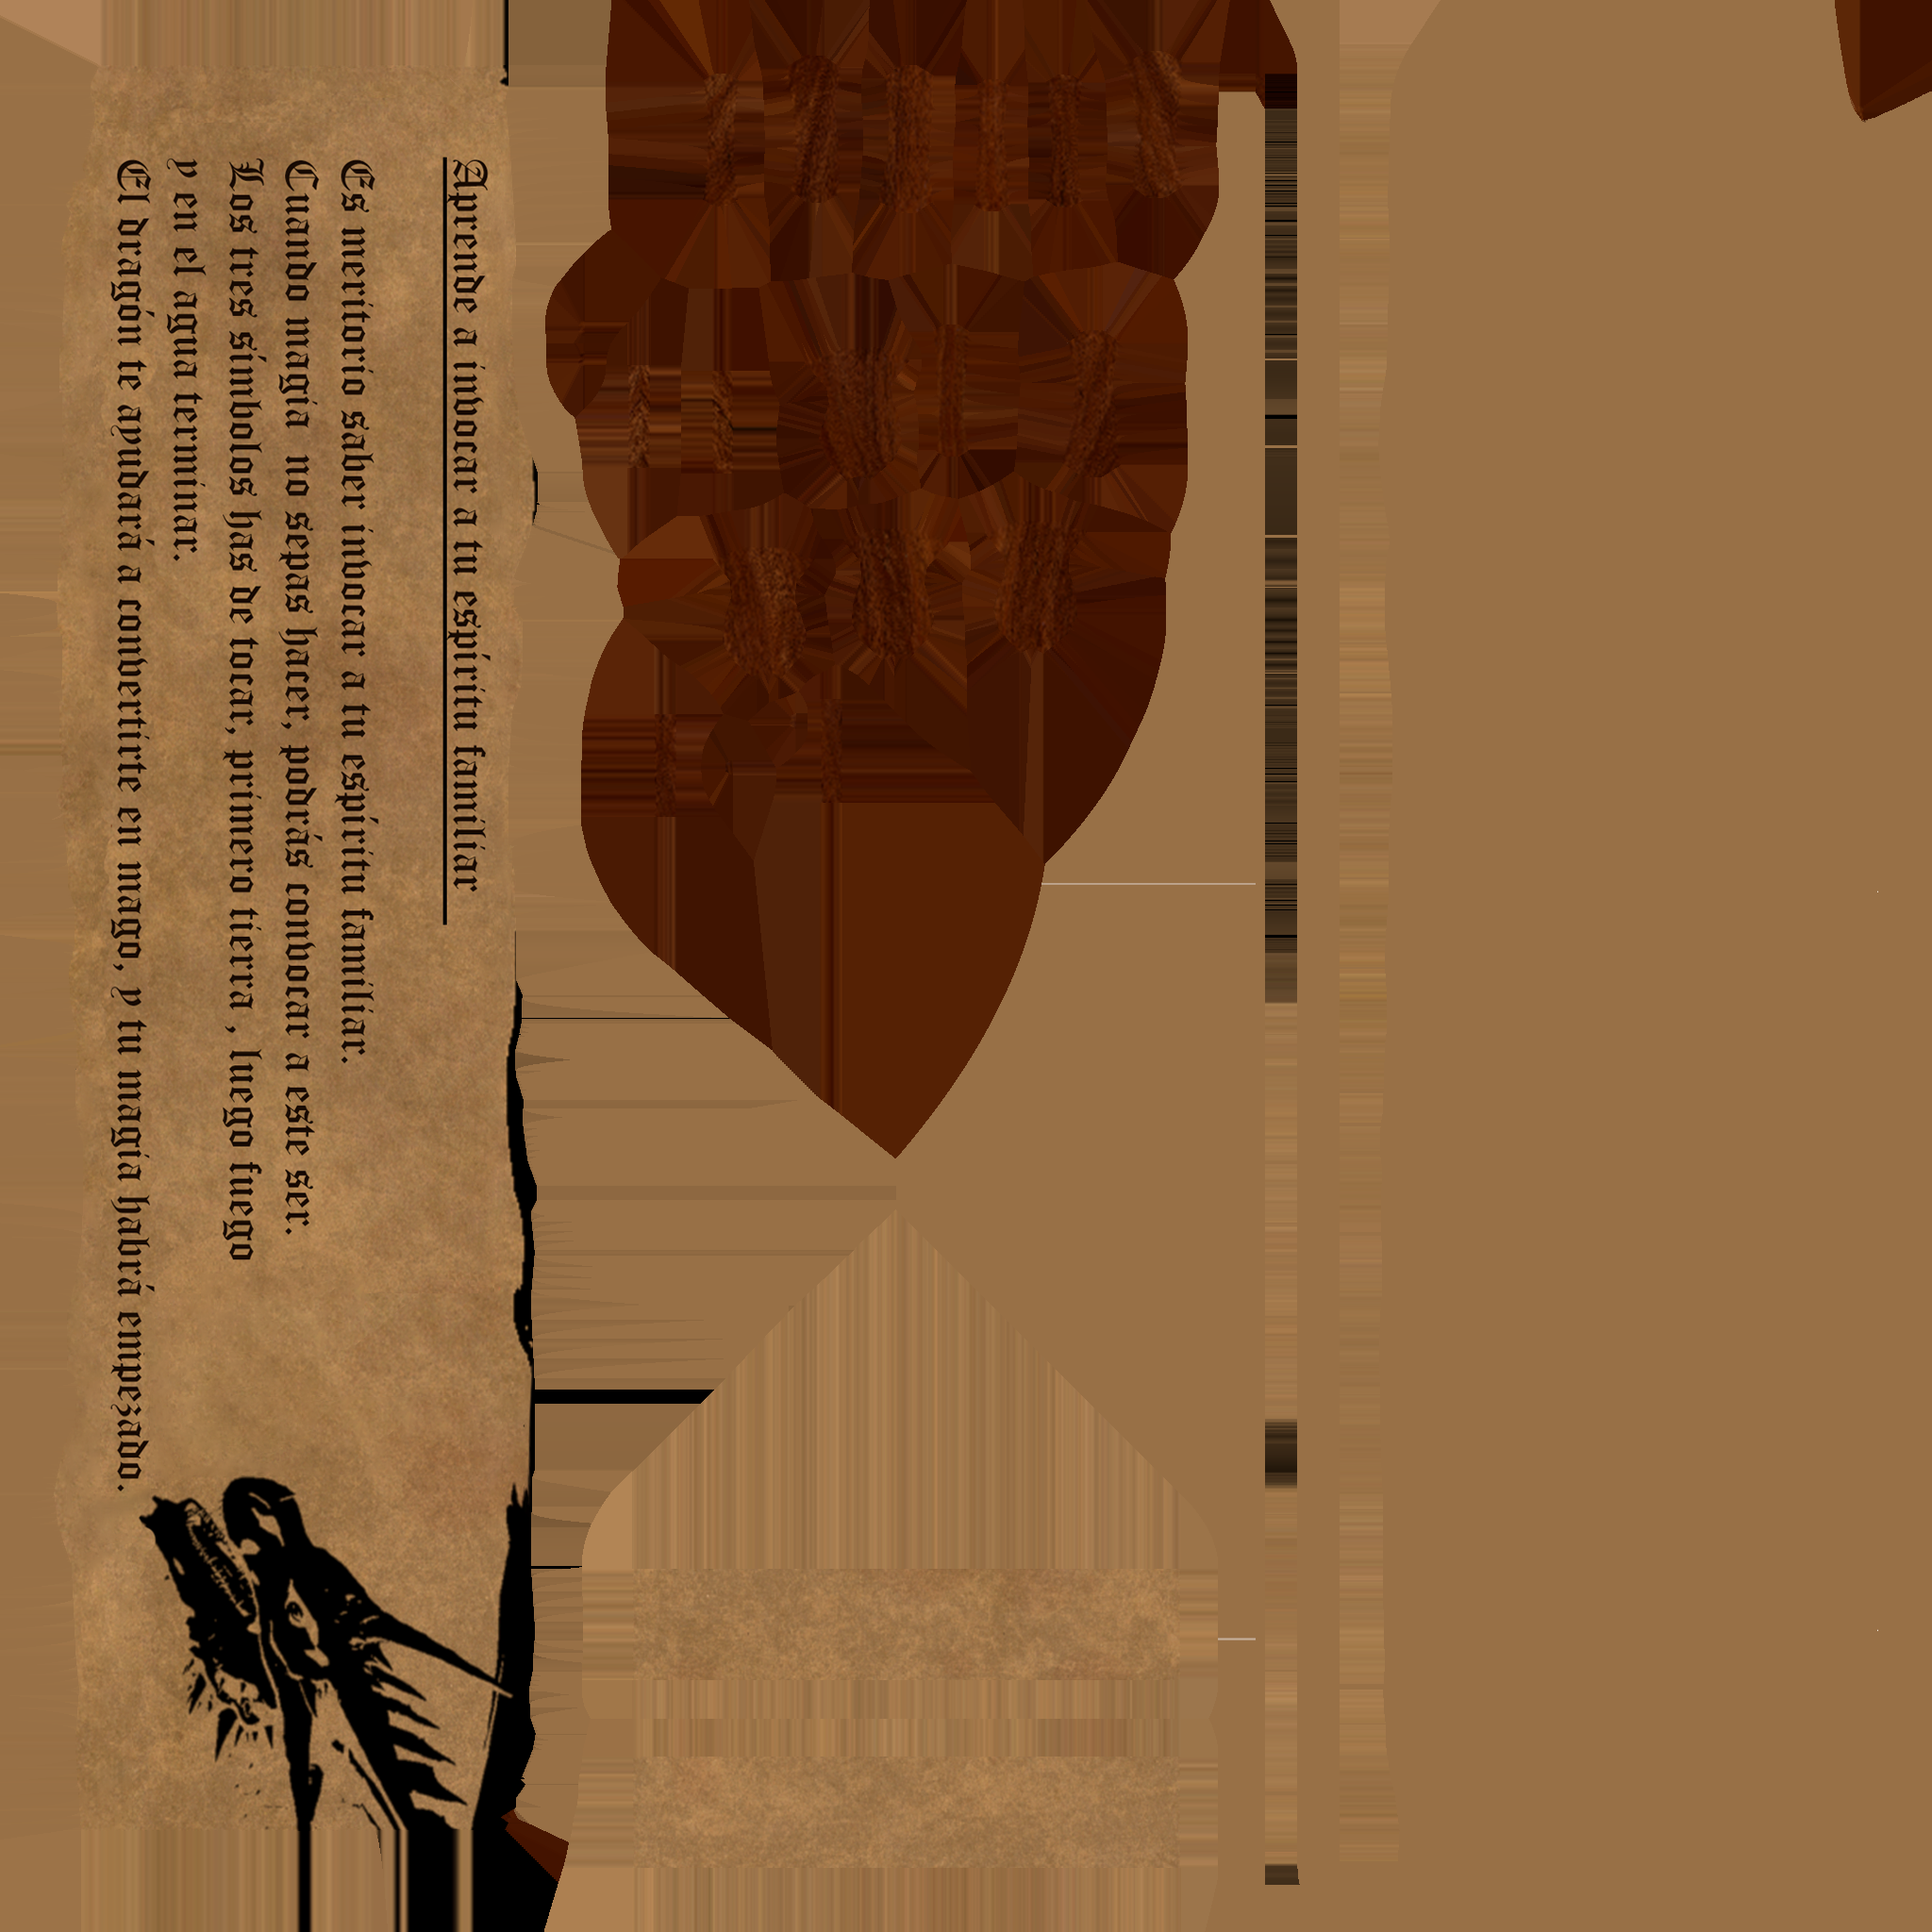 Aprende a invocar a tu espíritu familiar
Es meritorio saber invocar a tu espíritu familiar.
Cuando magia no sepas hacer, podrás convocar a este ser.
Los tres símbolos has de tocar, primero tierra , luego fuego
y en el agua terminar.
El dragón te ayudará a convertirte en mago, y tu magia habrá empezado.